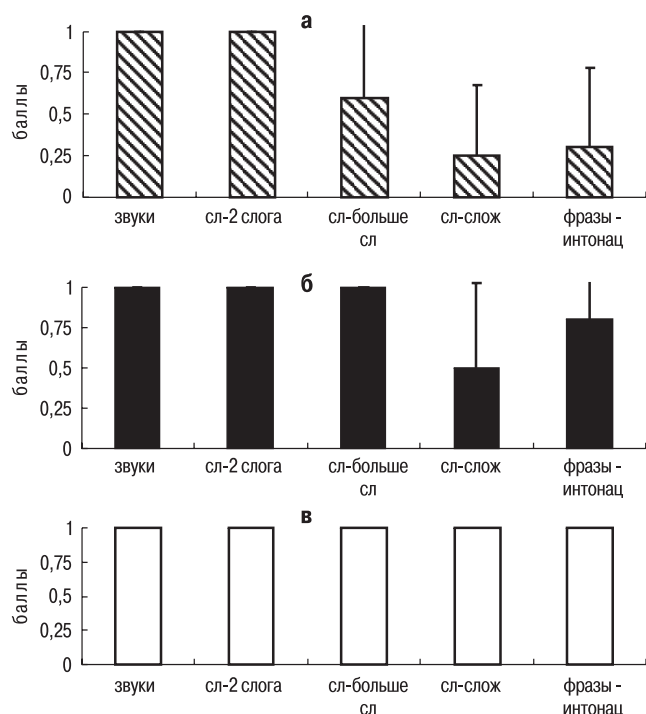 а
баллы
1
0,75
0,5
0,25
0
звуки сл-2 слога сл-больше сл-слож фразы -
сл интонац
б
баллы
1
0,75
0,5
0,25
0
звуки сл-2 слога сл-больше сл-слож фразы -
сл интонац
в
баллы
1
0,75
0,5
0,25
0
звуки сл-2 слога сл-больше сл-слож фразы -
сл интонац